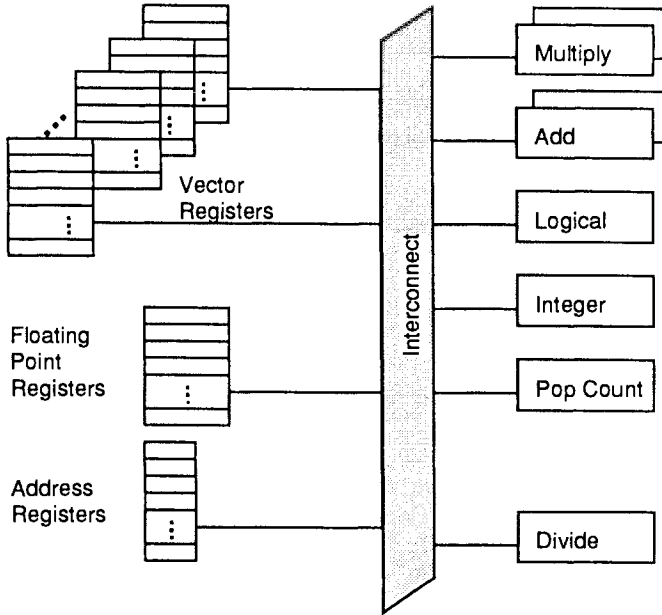 Multiply
Add
Vector
Registers
Logical
Interconnect
Integer
Floating
Point
Registers
Pop Count
Address
Registers
Divide